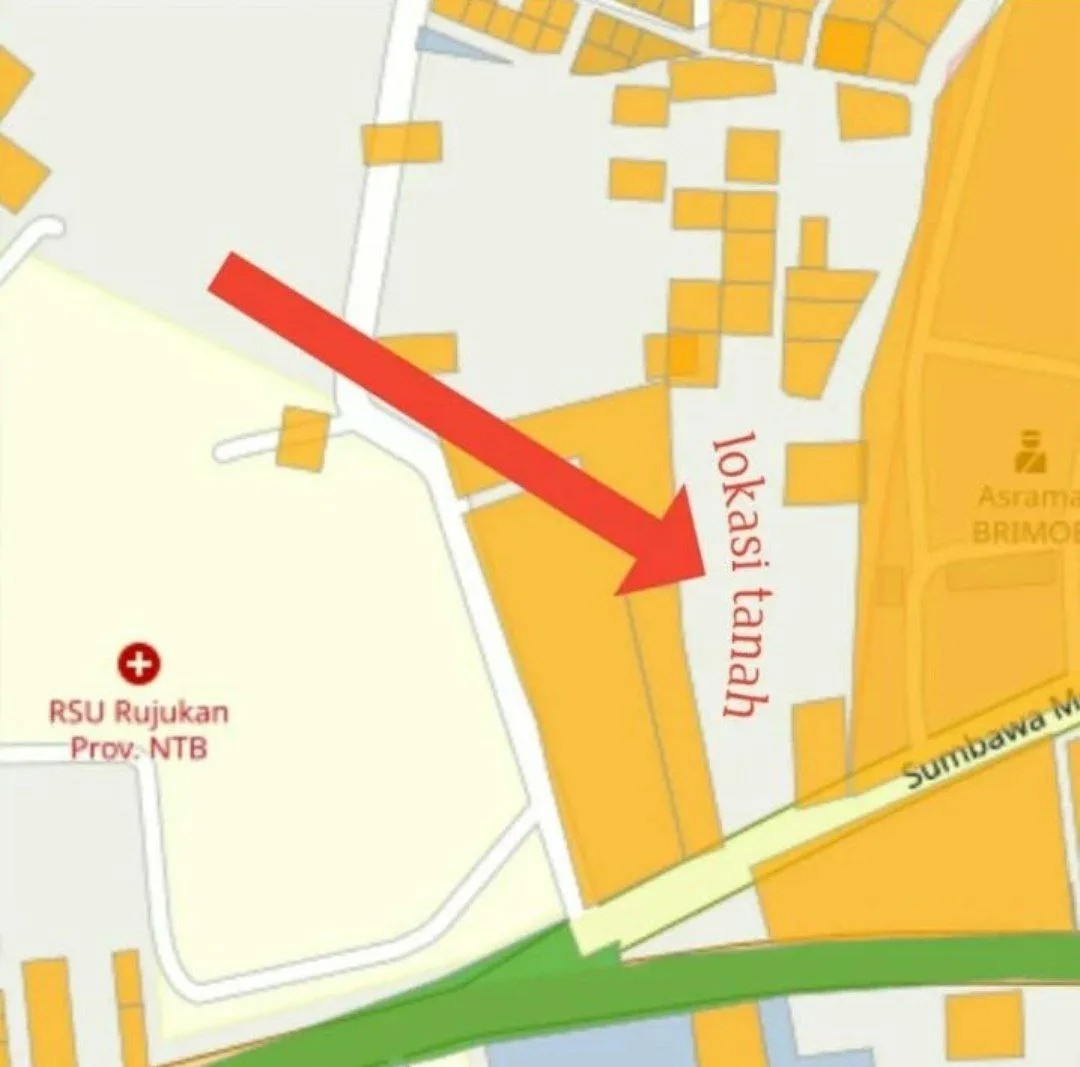 lokasi tanah
Asrama
BRIMOB
RSU Rujukan
Prov. NTB
Sumbawa M